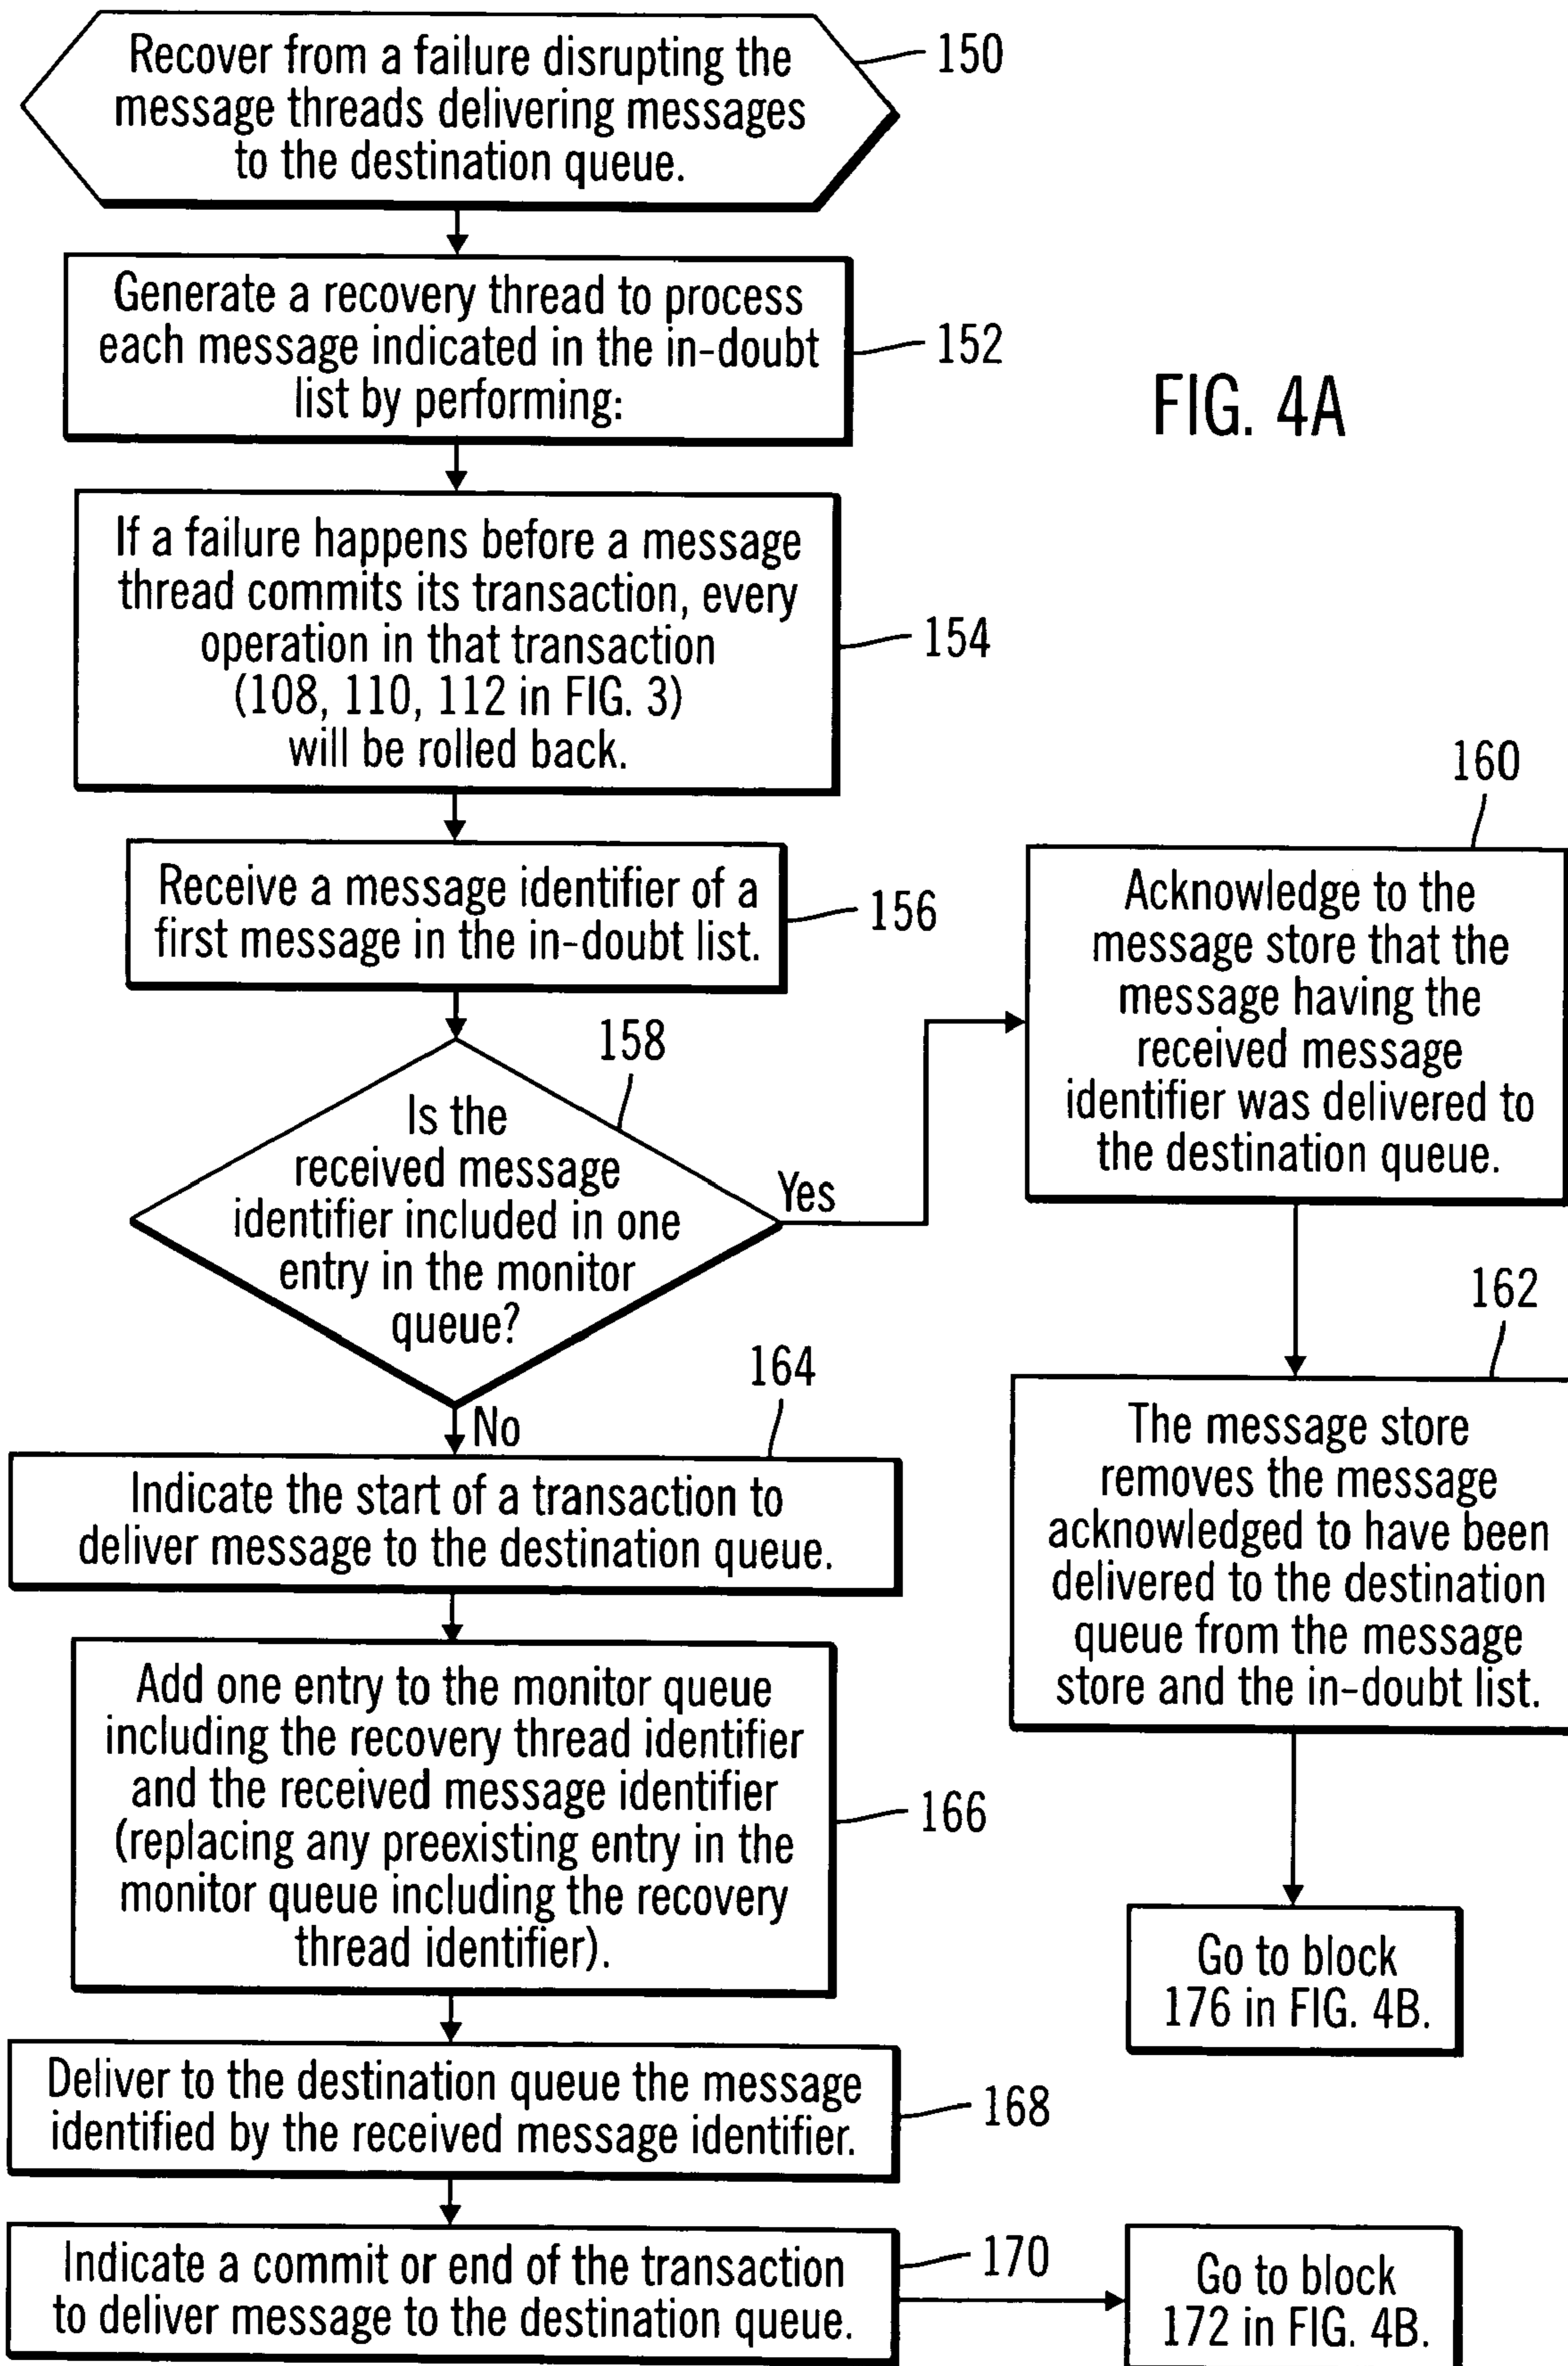 Recover from a failure disrupting the
message threads delivering messages
to the destination queue.
150
Generate a recovery thread to process
each message indicated in the in-doubt
list by performing:
152
FIG. 4A
If a failure happens before a message
thread commits its transaction, every
operation in that transaction
(108, 110, 112 in FIG. 3)
will be rolled back.
154
Receive a message identifier of a
first message in the in-doubt list.
156
158
Is the
received message
identifier included in one
entry in the monitor
queue?
Yes
No
160
Acknowledge to the
message store that the
message having the
received message
identifier was delivered to
the destination queue.
162
The message store
removes the message
acknowledged to have been
delivered to the destination
queue from the message
store and the in-doubt list.
Go to block
176 in FIG. 4B.
164
Indicate the start of a transaction to
deliver message to the destination queue.
Add one entry to the monitor queue
including the recovery thread identifier
and the received message identifier
(replacing any preexisting entry in the
monitor queue including the recovery
thread identifier).
166
Deliver to the destination queue the message
identified by the received message identifier.
168
Indicate a commit or end of the transaction
to deliver message to the destination queue.
170
Go to block
172 in FIG. 4B.